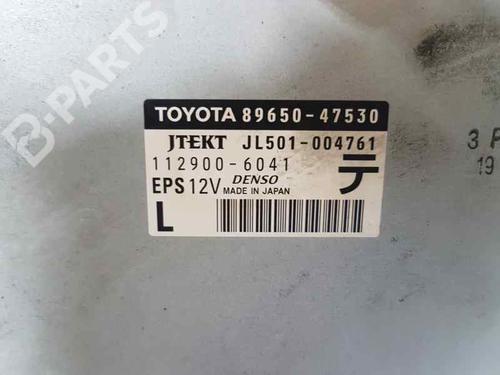 B-PARTS
TOYOTA 89650-47530
JTEKT JL501-004761
112900-6041
テ
EPS 12V DENSO
MADE IN JAPAN
L
3
19